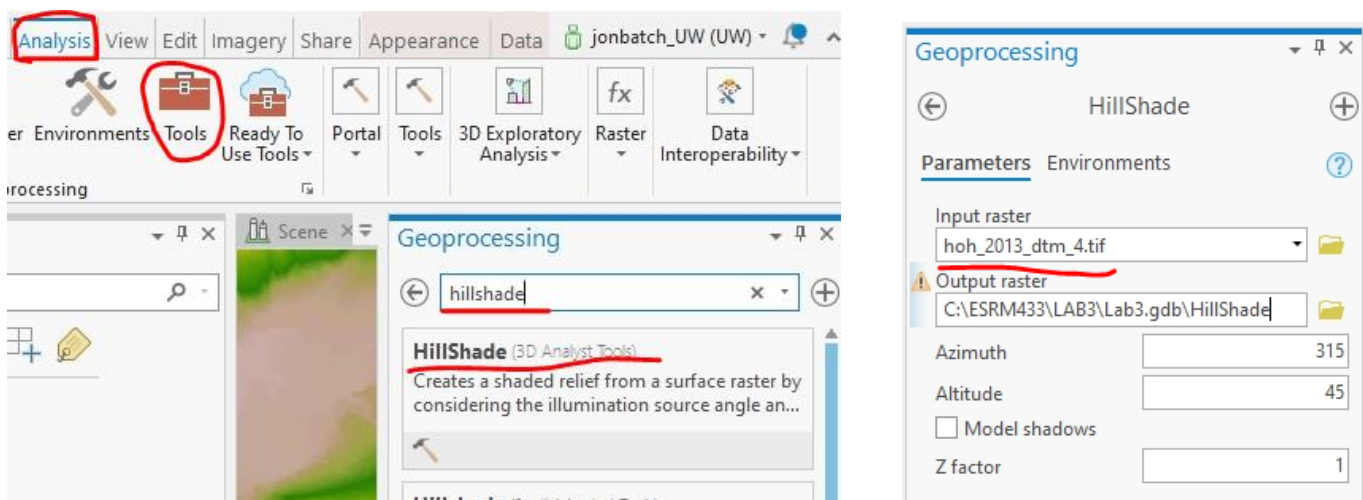 Analysis View Edit Imagery Share Appearance Data jonbatch_UW (UW)
er Environments Tools Ready To Use Tools Portal Tools 3D Exploratory Analysis fx Raster Data Interoperability
rocessing
Scene
Geoprocessing
hillshade
HillShade (3D Analyst Tools)
Creates a shaded relief from a surface raster by
considering the illumination source angle an...
Geoprocessing
HillShade
Parameters Environments
Input raster
hoh_2013_dtm_4.tif
Output raster
C:\ESRM433\LAB3\Lab3.gdb\HillShade
Azimuth 315
Altitude 45
Model shadows
Z factor 1